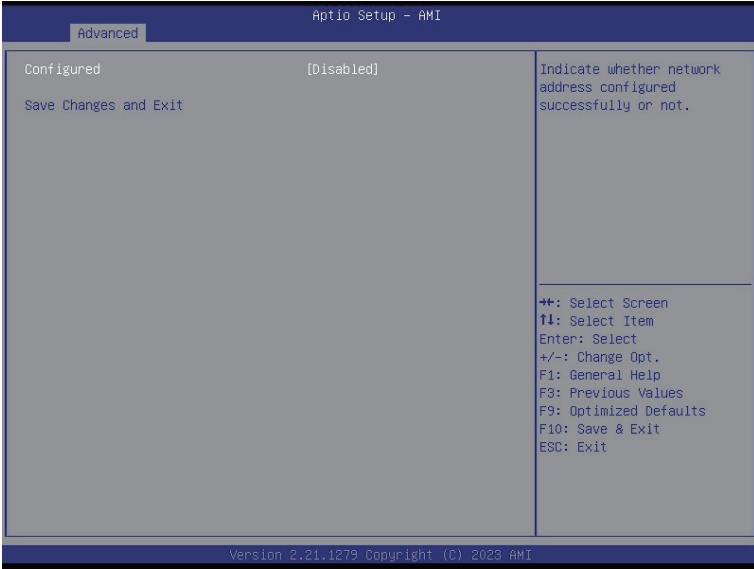 Aptio Setup – AMI
Advanced
Configured [Disabled]
Save Changes and Exit
Indicate whether network
address configured
successfully or not.
→←: Select Screen
↑↓: Select Item
Enter: Select
+/-: Change Opt.
F1: General Help
F3: Previous Values
F9: Optimized Defaults
F10: Save & Exit
ESC: Exit
Version 2.21.1279 Copyright (C) 2023 AMI